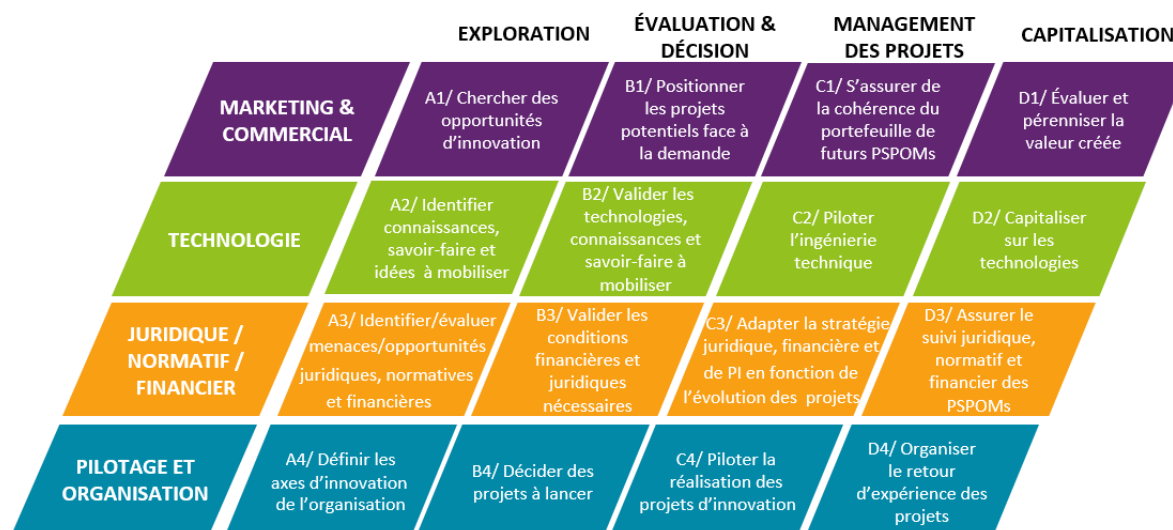 EXPLORATION
ÉVALUATION &
DÉCISION
MANAGEMENT
DES PROJETS
CAPITALISATION
MARKETING &
COMMERCIAL
A1/ Chercher des
opportunités
d’innovation
B1/ Positionner
les projets
potentiels face à
la demande
C1/ S’assurer de
la cohérence du
portefeuille de
futurs PSPOMs
D1/ Évaluer et
pérenniser la
valeur créée
TECHNOLOGIE
A2/ Identifier
connaissances,
savoir-faire et
idées à mobiliser
B2/ Valider les
technologies,
connaissances et
savoir-faire à
mobiliser
C2/ Piloter
l’ingénierie
technique
D2/ Capitaliser
sur les
technologies
JURIDIQUE /
NORMATIF /
FINANCIER
A3/ Identifier/évaluer
menaces/opportunités
juridiques, normatives
et financières
B3/ Valider les
conditions
financières et
juridiques
nécessaires
C3/ Adapter la stratégie
juridique, financière et
de PI en fonction de
l’évolution des projets
D3/ Assurer le
suivi juridique,
normatif et
financier des
PSPOMs
PILOTAGE ET
ORGANISATION
A4/ Définir les
axes d’innovation
de l’organisation
B4/ Décider des
projets à lancer
C4/ Piloter la
réalisation des
projets d’innovation
D4/ Organiser
le retour
d’expérience des
projets